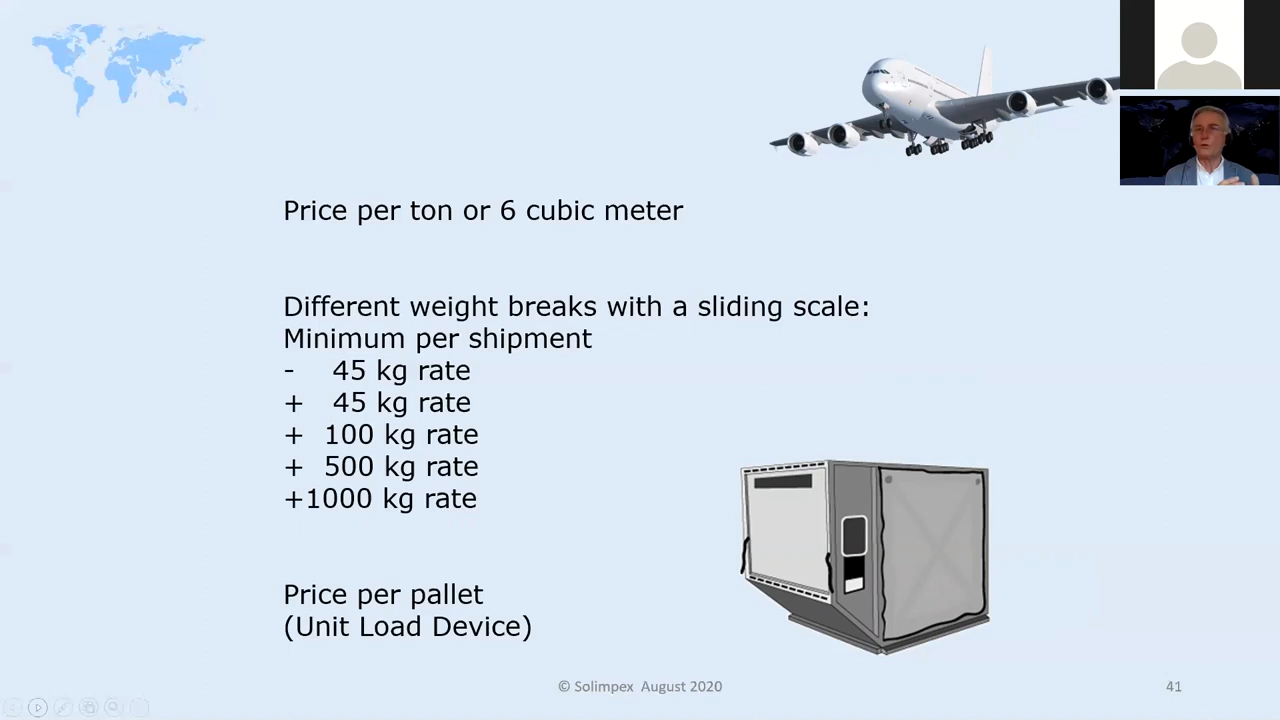 Price per ton or 6 cubic meter
Different weight breaks with a sliding scale:
Minimum per shipment
- 45 kg rate
+ 45 kg rate
+ 100 kg rate
+ 500 kg rate
+1000 kg rate
Price per pallet
(Unit Load Device)
© Solimpex August 2020
41